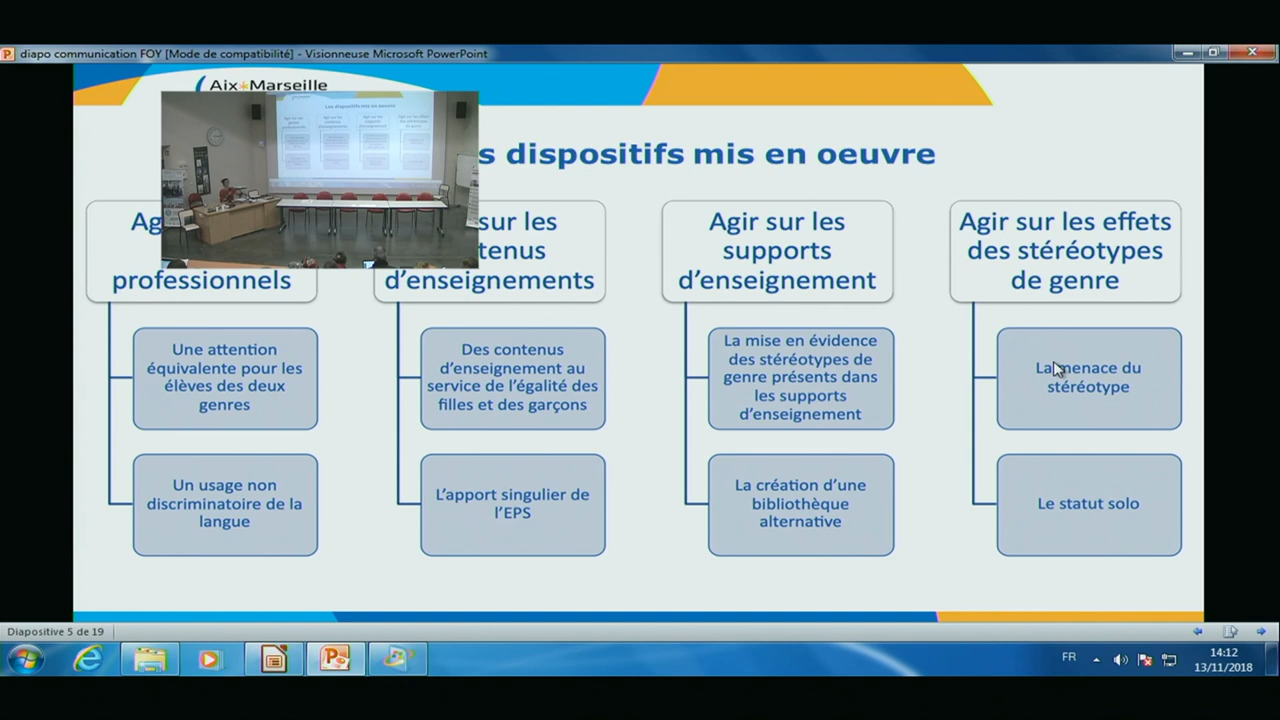 diapo communication FOY [Mode de compatibilité] - Visionneuse Microsoft PowerPoint
Aix*Marseille
s dispositifs mis en oeuvre
Les dispositifs mis en oeuvre
Ag
professionnels
sur les
tenus
d'enseignements
Agir sur les
supports
d'enseignement
Agir sur les effets
des stéréotypes
de genre
Une attention
équivalente pour les
élèves des deux
genres
Des contenus
d'enseignement au
service de l'égalité des
filles et des garçons
La mise en évidence
des stéréotypes de
genre présents dans
les supports
d'enseignement
La menace du
stéréotype
Un usage non
discriminatoire de la
langue
L'apport singulier de
l'EPS
La création d'une
bibliothèque
alternative
Le statut solo
Diapositive 5 de 19
FR
14:12
13/11/2018